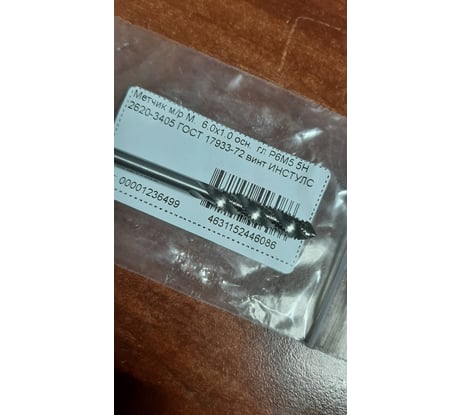 Метчик м/р М 6.0х1.0 осн гл Р6М5 5Н
2620-3405 ГОСТ 17933-72 винт ИНСТУЛС
00001236499
4631152446086